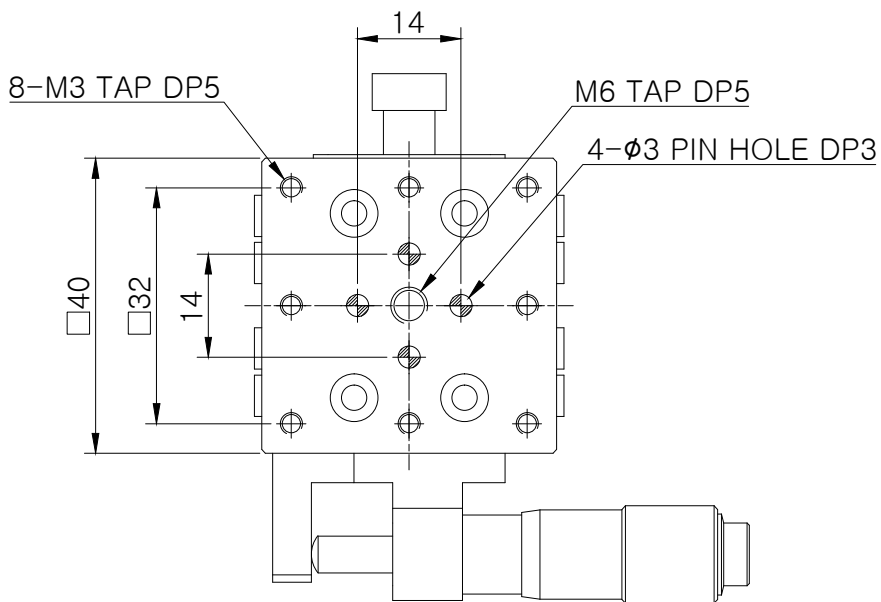 14
8-M3 TAP DP5
M6 TAP DP5
4-ϕ3 PIN HOLE DP3
□40
□32
14